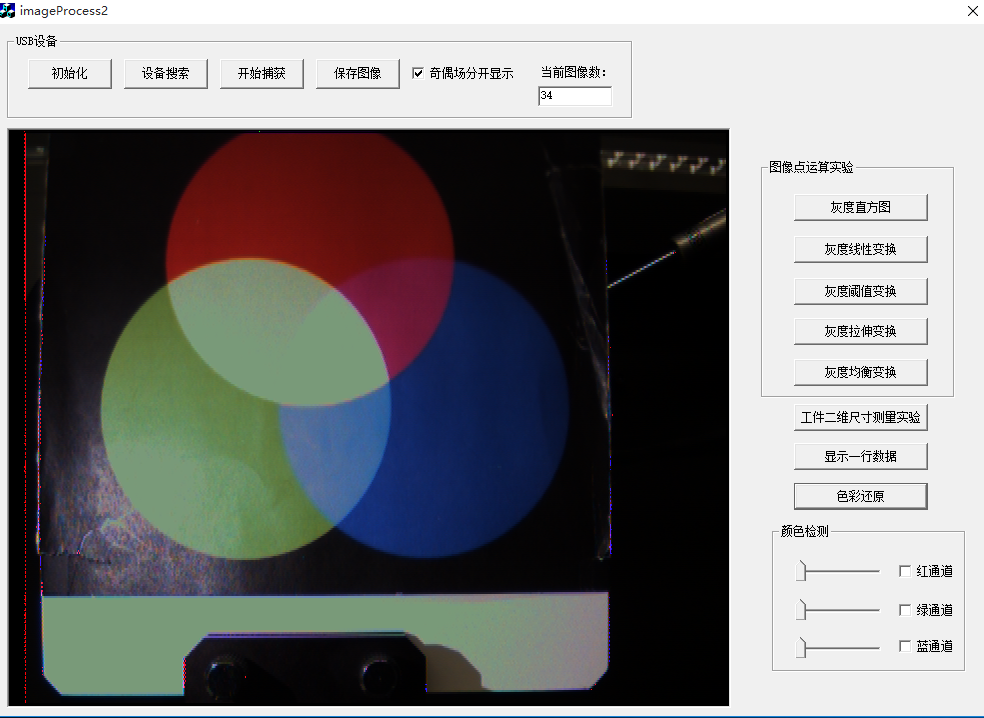 imageProcess2
USB设备
初始化
设备搜索
开始捕获
保存图像
奇偶场分开显示
当前图像数：
34
图像点运算实验
灰度直方图
灰度线性变换
灰度阈值变换
灰度拉伸变换
灰度均衡变换
工件二维尺寸测量实验
显示一行数据
色彩还原
颜色检测
红通道
绿通道
蓝通道